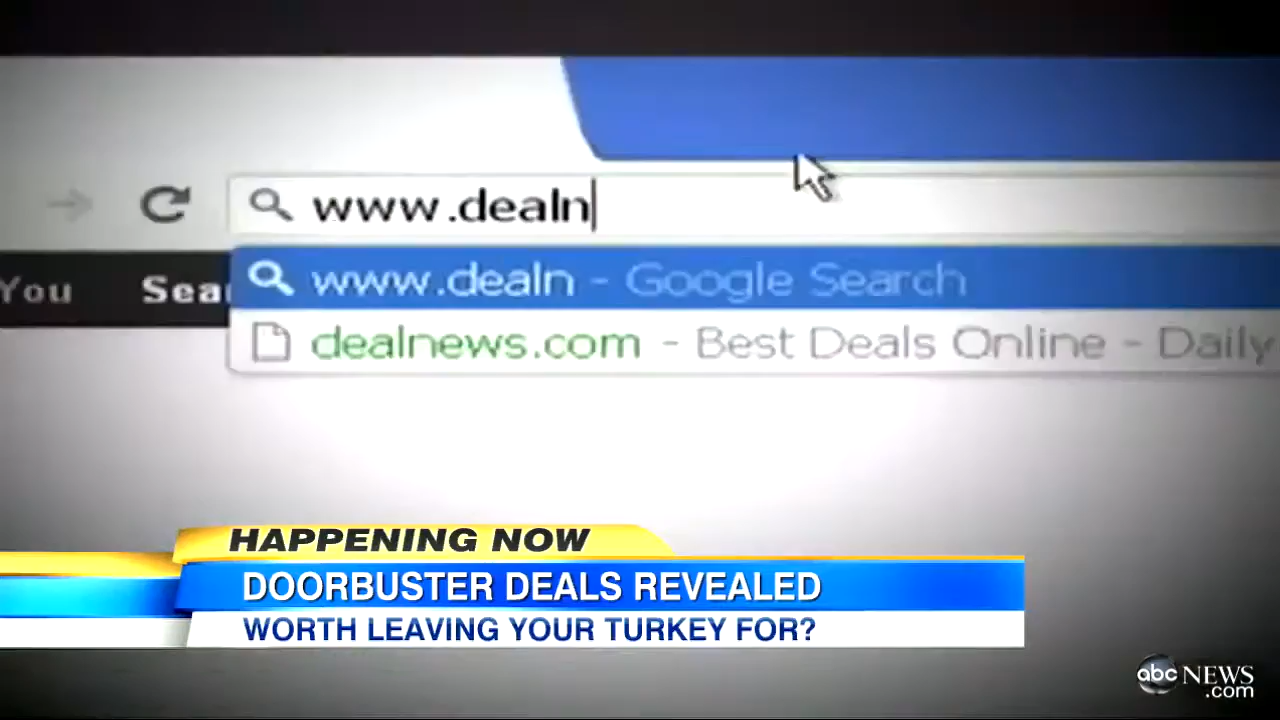 www.dealn
You Sear
www.dealn - Google Search
dealnews.com - Best Deals Online - Daily
HAPPENING NOW
DOORBUSTER DEALS REVEALED
WORTH LEAVING YOUR TURKEY FOR?
abc NEWS
.com